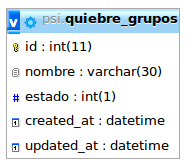 v psi.quiebre_grupos
id : int(11)
nombre : varchar(30)
# estado : int(1)
created_at : datetime
updated_at : datetime